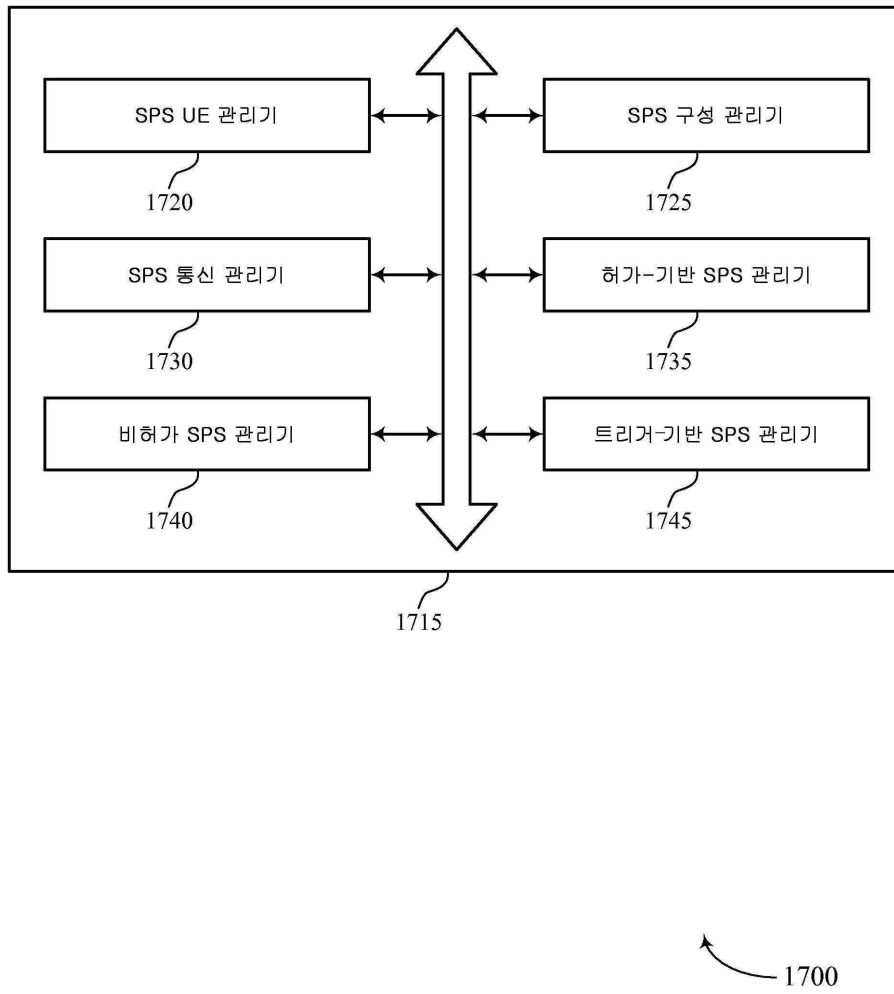 SPS UE 관리기
SPS 구성 관리기
1720
1725
SPS 통신 관리기
허가-기반 SPS 관리기
1730
1735
비허가 SPS 관리기
트리거-기반 SPS 관리기
1740
1745
1715
1700